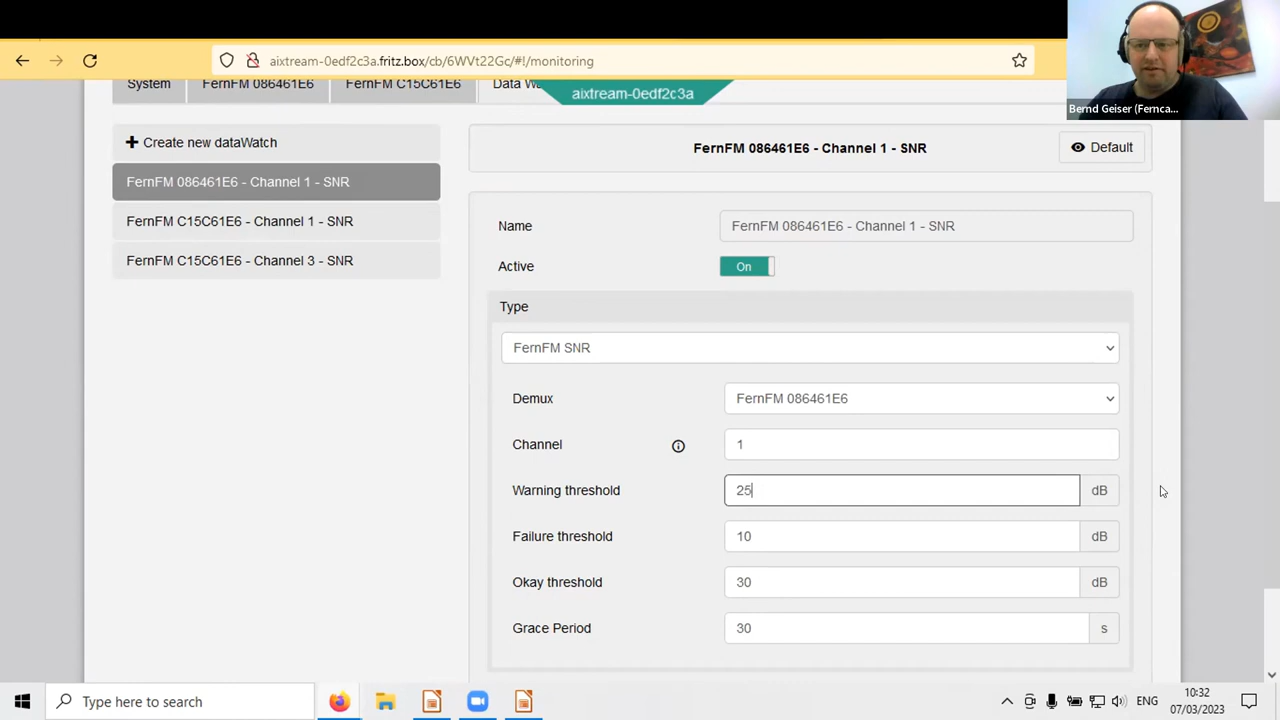 aixtream-0edf2c3a.fritz.box/cb/6WVt22Gc/#!/monitoring
Bernd Geiser (Fernca...
System
FernFM 086461E6
FernFM C15C61E6
Data
aixtream-0edf2c3a
Create new dataWatch
FernFM 086461E6 - Channel 1 - SNR
Default
FernFM 086461E6 - Channel 1 - SNR
FernFM C15C61E6 - Channel 1 - SNR
FernFM C15C61E6 - Channel 3 - SNR
Name
FernFM 086461E6 - Channel 1 - SNR
Active
On
Type
FernFM SNR
Demux
FernFM 086461E6
Channel
1
Warning threshold
25
dB
Failure threshold
10
dB
Okay threshold
30
dB
Grace Period
30
s
Type here to search
ENG
10:32
07/03/2023